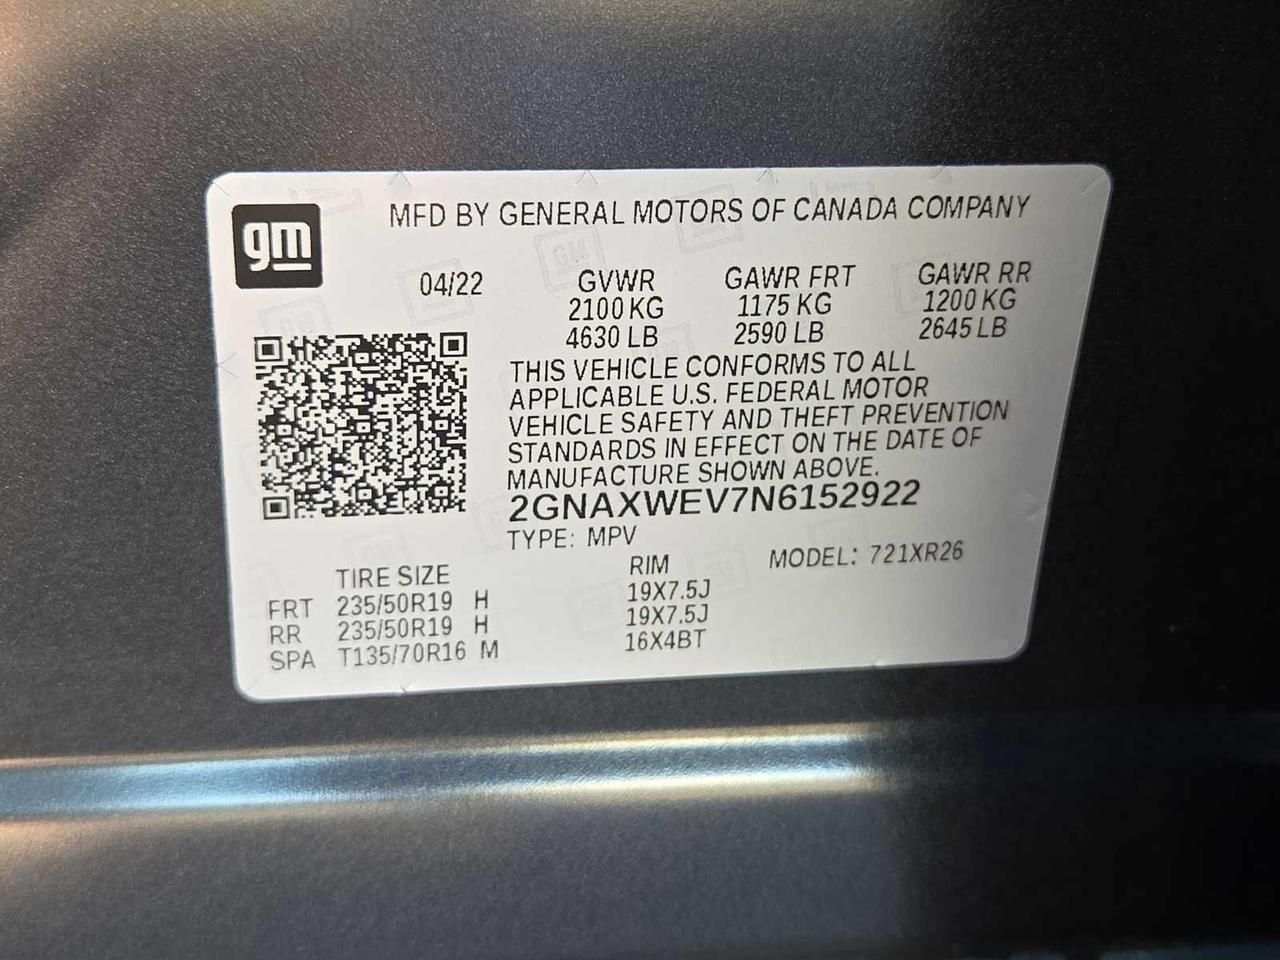 gm
MFD BY GENERAL MOTORS OF CANADA COMPANY
04/22 GVWR GAWR FRT GAWR RR
2100 KG 1175 KG 1200 KG
4630 LB 2590 LB 2645 LB
THIS VEHICLE CONFORMS TO ALL
APPLICABLE U.S. FEDERAL MOTOR
VEHICLE SAFETY AND THEFT PREVENTION
STANDARDS IN EFFECT ON THE DATE OF
MANUFACTURE SHOWN ABOVE.
2GNAXWEV7N6152922
TYPE: MPV MODEL: 721XR26
TIRE SIZE RIM
FRT 235/50R19 H 19X7.5J
RR 235/50R19 H 19X7.5J
SPA T135/70R16 M 16X4BT